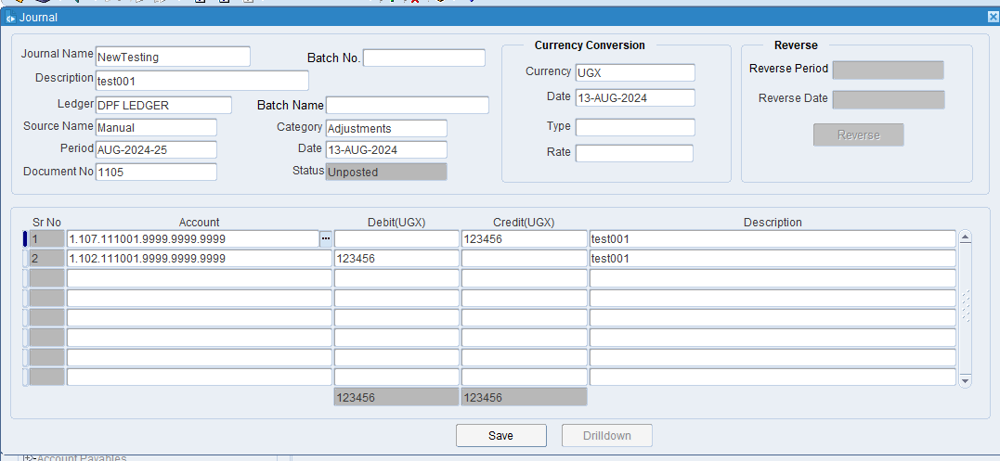 Journal
Journal Name NewTesting
Batch No.
Description test001
Ledger DPF LEDGER
Batch Name
Source Name Manual
Category Adjustments
Period AUG-2024-25
Date 13-AUG-2024
Document No 1105
Status Unposted
Currency Conversion
Currency UGX
Date 13-AUG-2024
Type
Rate
Reverse
Reverse Period
Reverse Date
Reverse
Sr No Account Debit(UGX) Credit(UGX) Description
1 1.107.111001.9999.9999.9999 ... 123456 test001
2 1.102.111001.9999.9999.9999 123456 test001
123456 123456
Save Drilldown
Account Payables